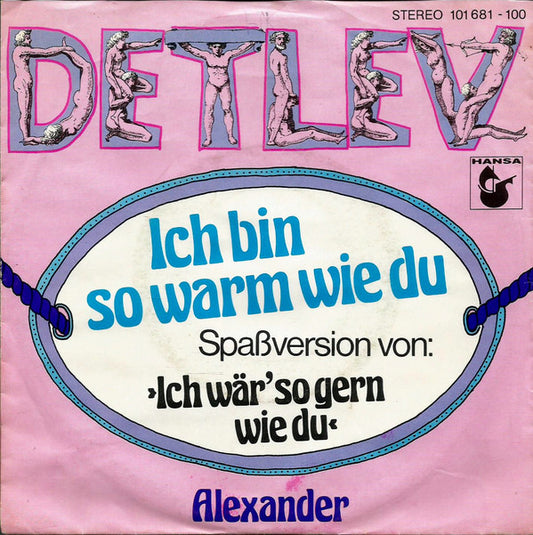 STEREO 101 681 - 100
DETLEV
HANSA
Ich bin
so warm wie du
Spaßversion von:
›Ich wär' so gern
wie du‹
Alexander